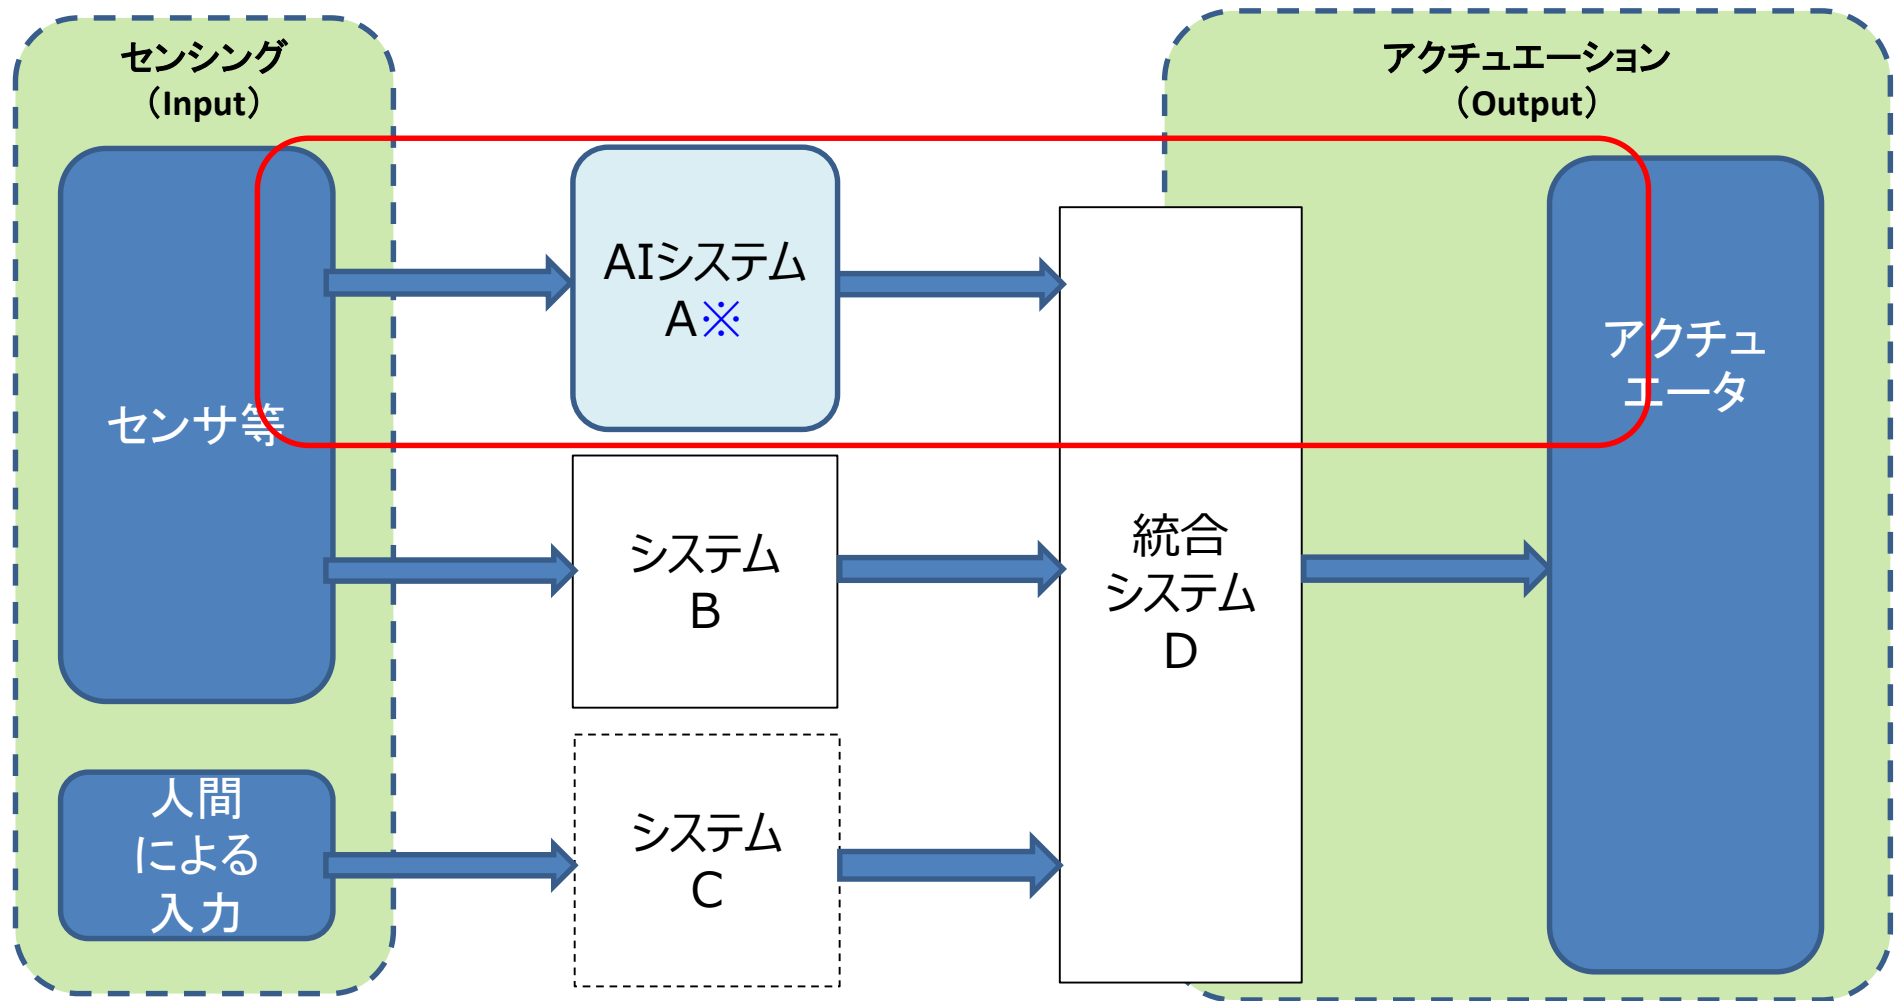 センシング
（Input）
アクチュエーション
（Output）
センサ等
人間
による
入力
AIシステム
A※
システム
B
システム
C
統合
システム
D
アクチュ
エータ